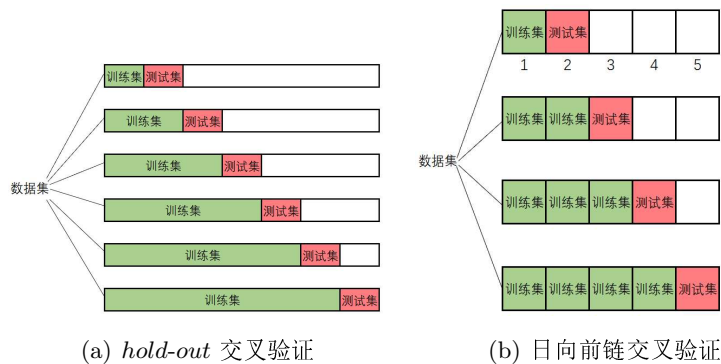 训练集 测试集
训练集 测试集
训练集 测试集
数据集
训练集 测试集
训练集 测试集
训练集 测试集
(a) hold-out 交叉验证
训练集 测试集
1 2 3 4 5
训练集 训练集 测试集
数据集
训练集 训练集 训练集 测试集
训练集 训练集 训练集 训练集 测试集
(b) 日向前链交叉验证